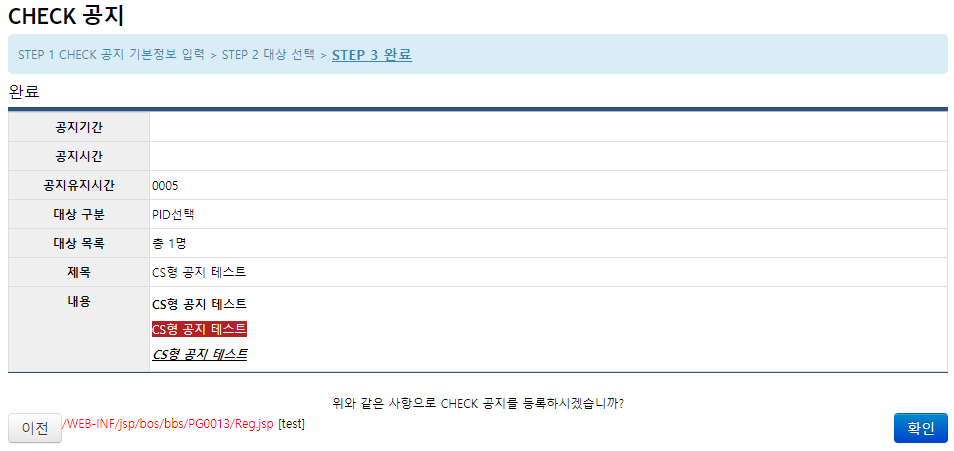 CHECK 공지
STEP 1 CHECK 공지 기본정보 입력 > STEP 2 대상 선택 > STEP 3 완료
완료
공지기간
공지시간
공지유지시간 0005
대상 구분 PID선택
대상 목록 총 1명
제목 CS형 공지 테스트
내용 CS형 공지 테스트
CS형 공지 테스트
CS형 공지 테스트
위와 같은 사항으로 CHECK 공지를 등록하시겠습니까?
이전 /WEB-INF/jsp/bos/bbs/PG0013/Reg.jsp [test] 확인